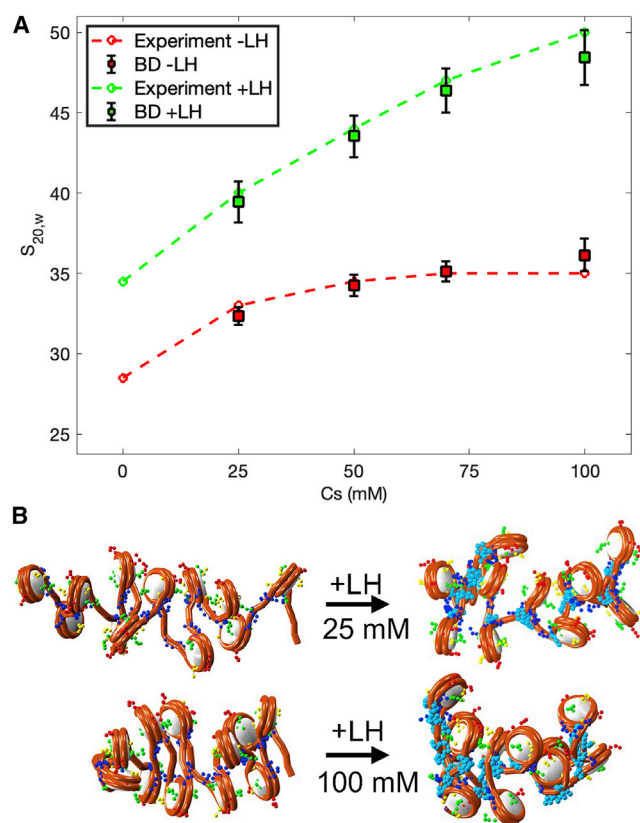 A
50
45
40
35
30
25
S20,w
Experiment -LH
BD -LH
Experiment +LH
BD +LH
0 25 50 75 100
Cs (mM)
B
+LH
25 mM
+LH
100 mM